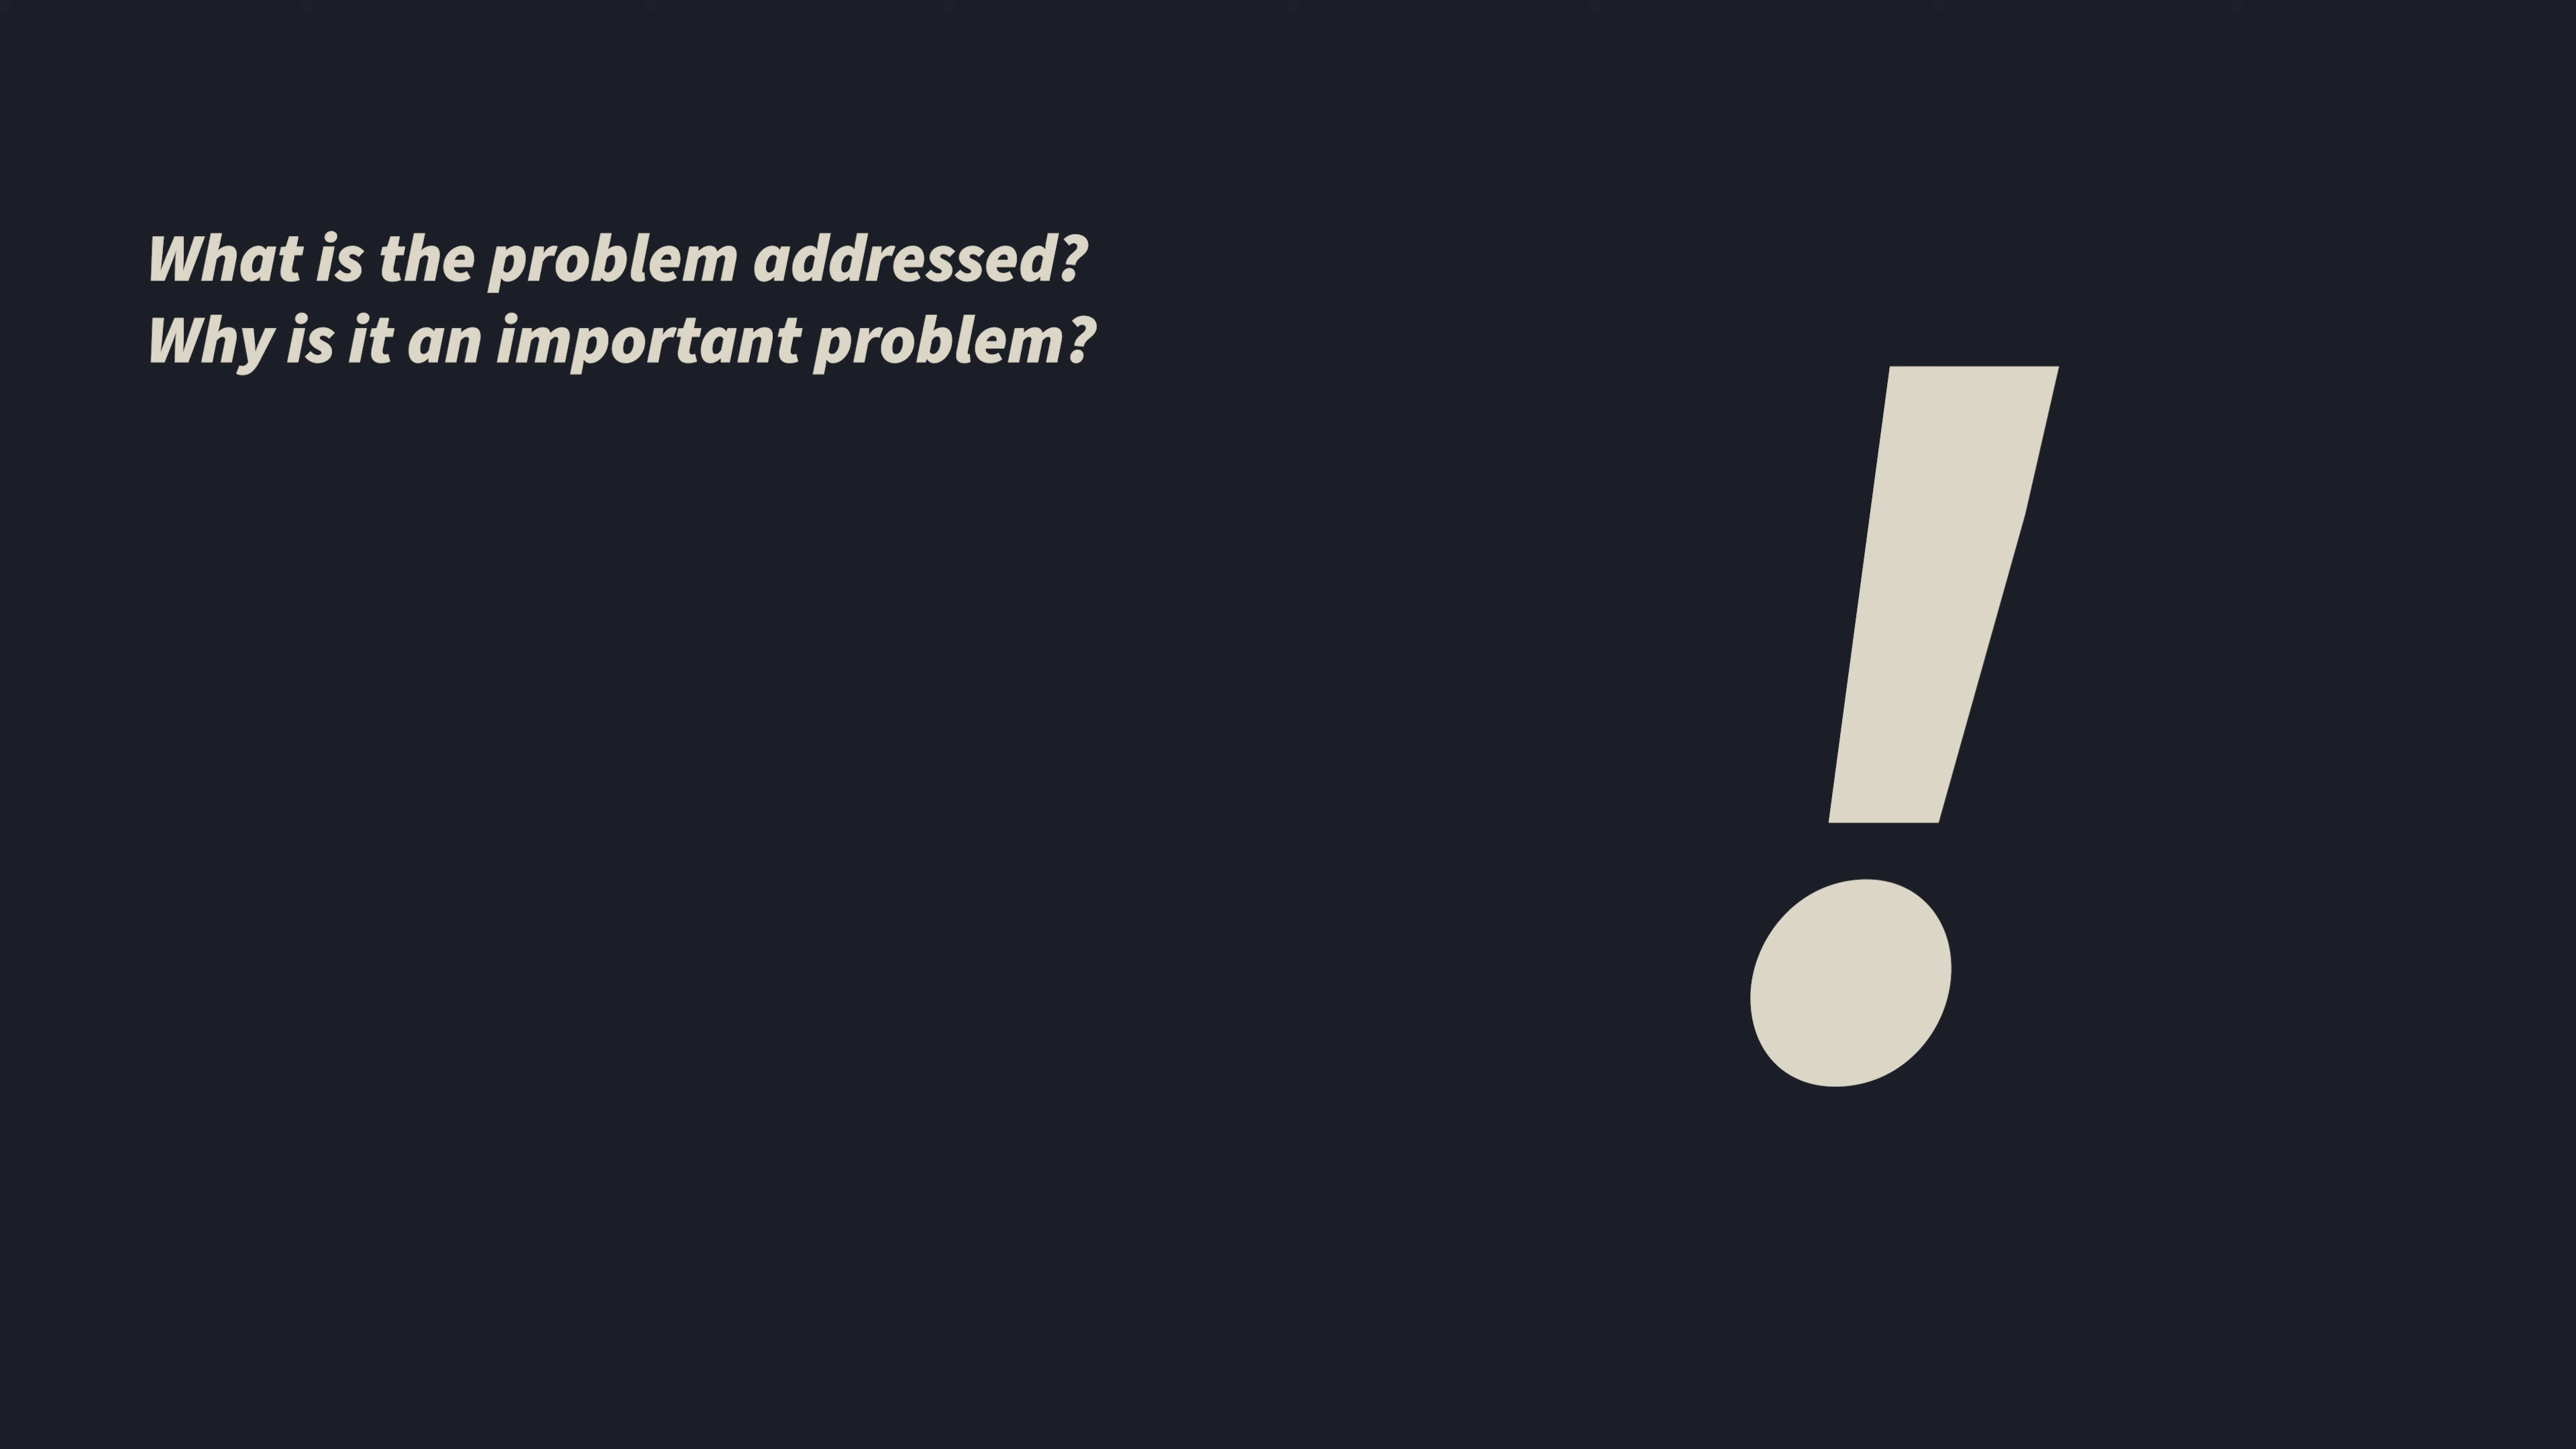 What is the problem addressed?
Why is it an important problem?
!